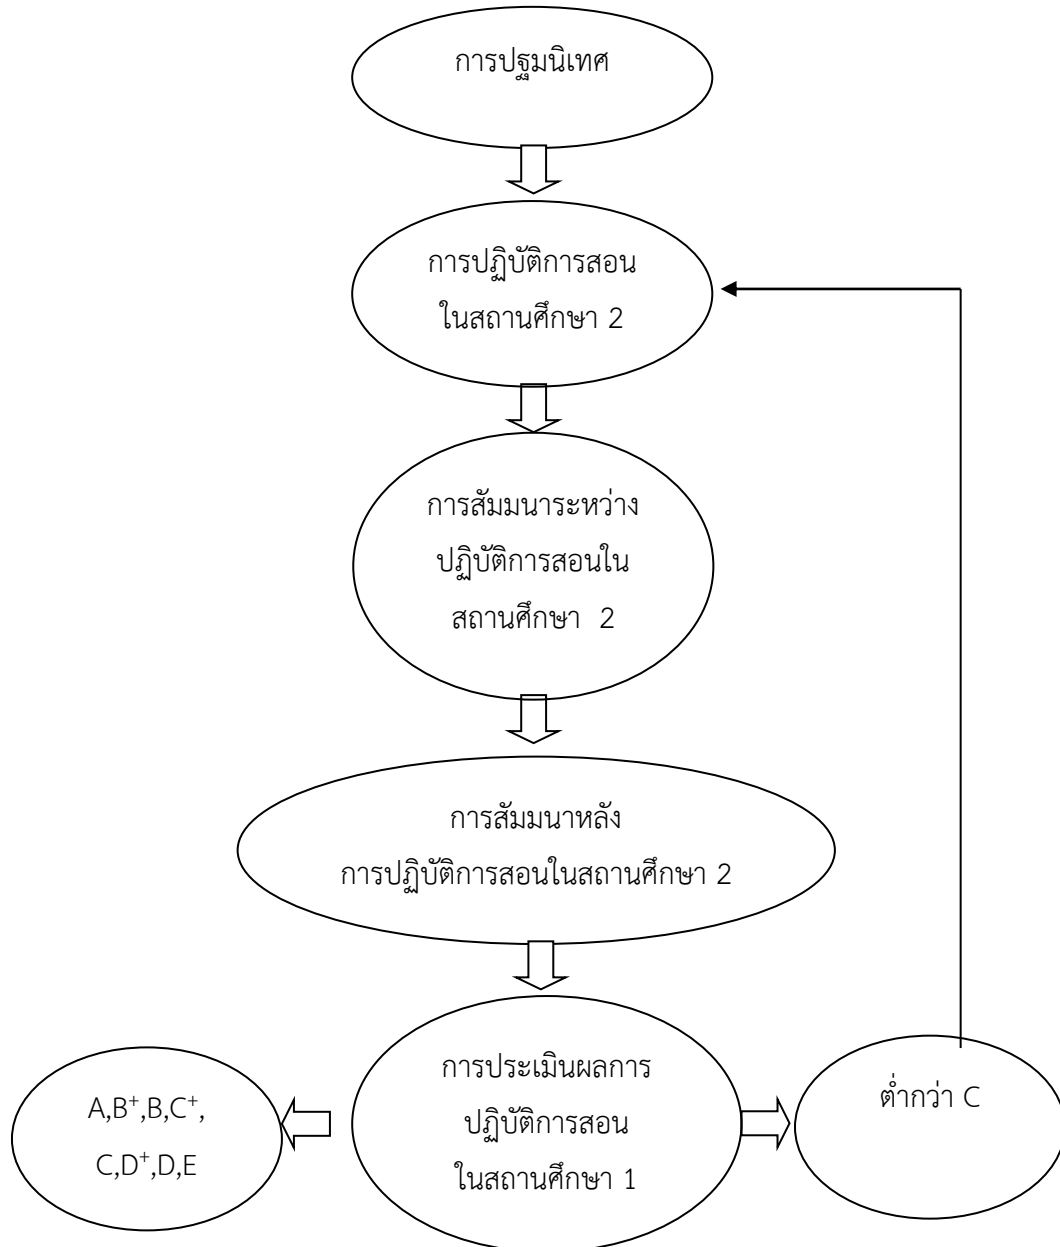 การปฐมนิเทศ
การปฏิบัติการสอน
ในสถานศึกษา 2
การสัมมนาระหว่าง
ปฏิบัติการสอนใน
สถานศึกษา 2
การสัมมนาหลัง
การปฏิบัติการสอนในสถานศึกษา 2
การประเมินผลการ
ปฏิบัติการสอน
ในสถานศึกษา 1
A,B⁺,B,C⁺,
C,D⁺,D,E
ต่ำกว่า C